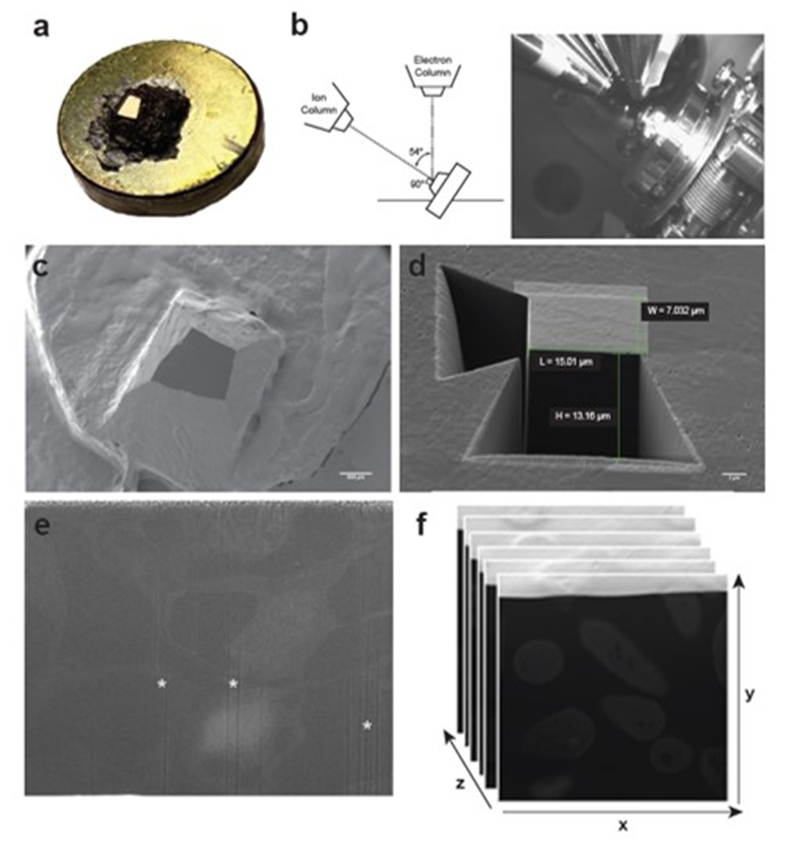 a
b
Electron
Column
Ion
Column
54°
90°
c
d
W = 7.032 µm
L = 15.01 µm
H = 13.16 µm
e
*
*
*
f
y
z
x